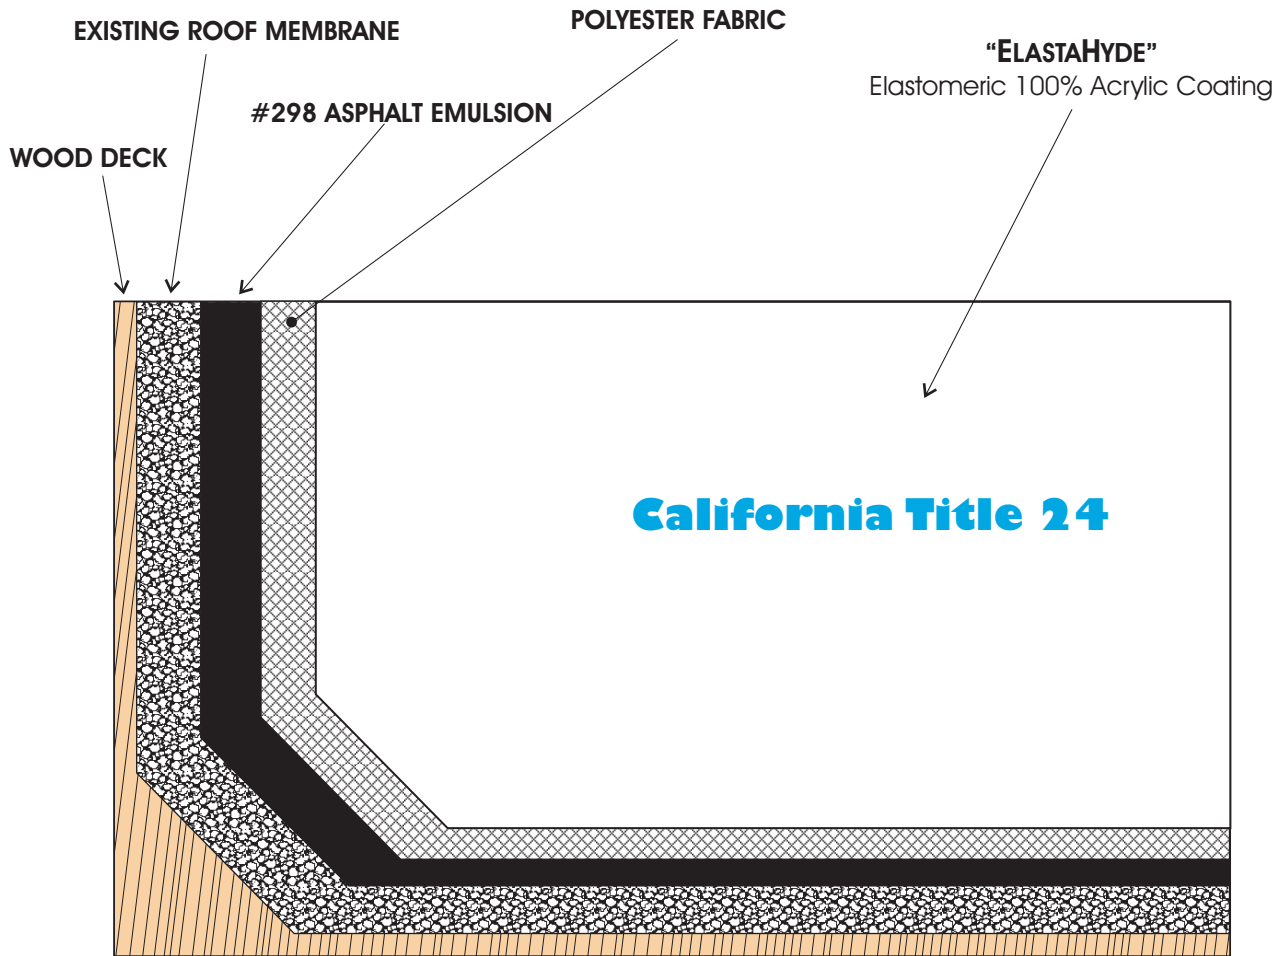 POLYESTER FABRIC
EXISTING ROOF MEMBRANE
“ELASTAHYDE”
Elastomeric 100% Acrylic Coating
#298 ASPHALT EMULSION
WOOD DECK
California Title 24